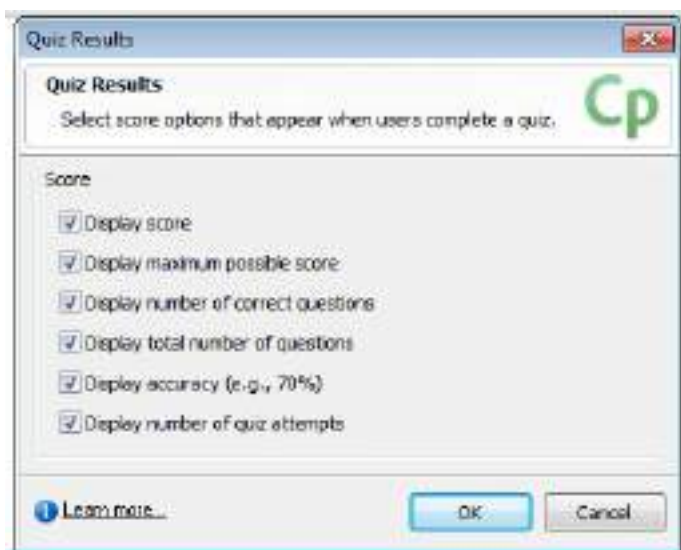 Quiz Results
Quiz Results
Select score options that appear when users complete a quiz.
Cp
Score
Display score
Display maximum possible score
Display number of correct questions
Display total number of questions
Display accuracy (e.g., 70%)
Display number of quiz attempts
Learn more...
OK
Cancel